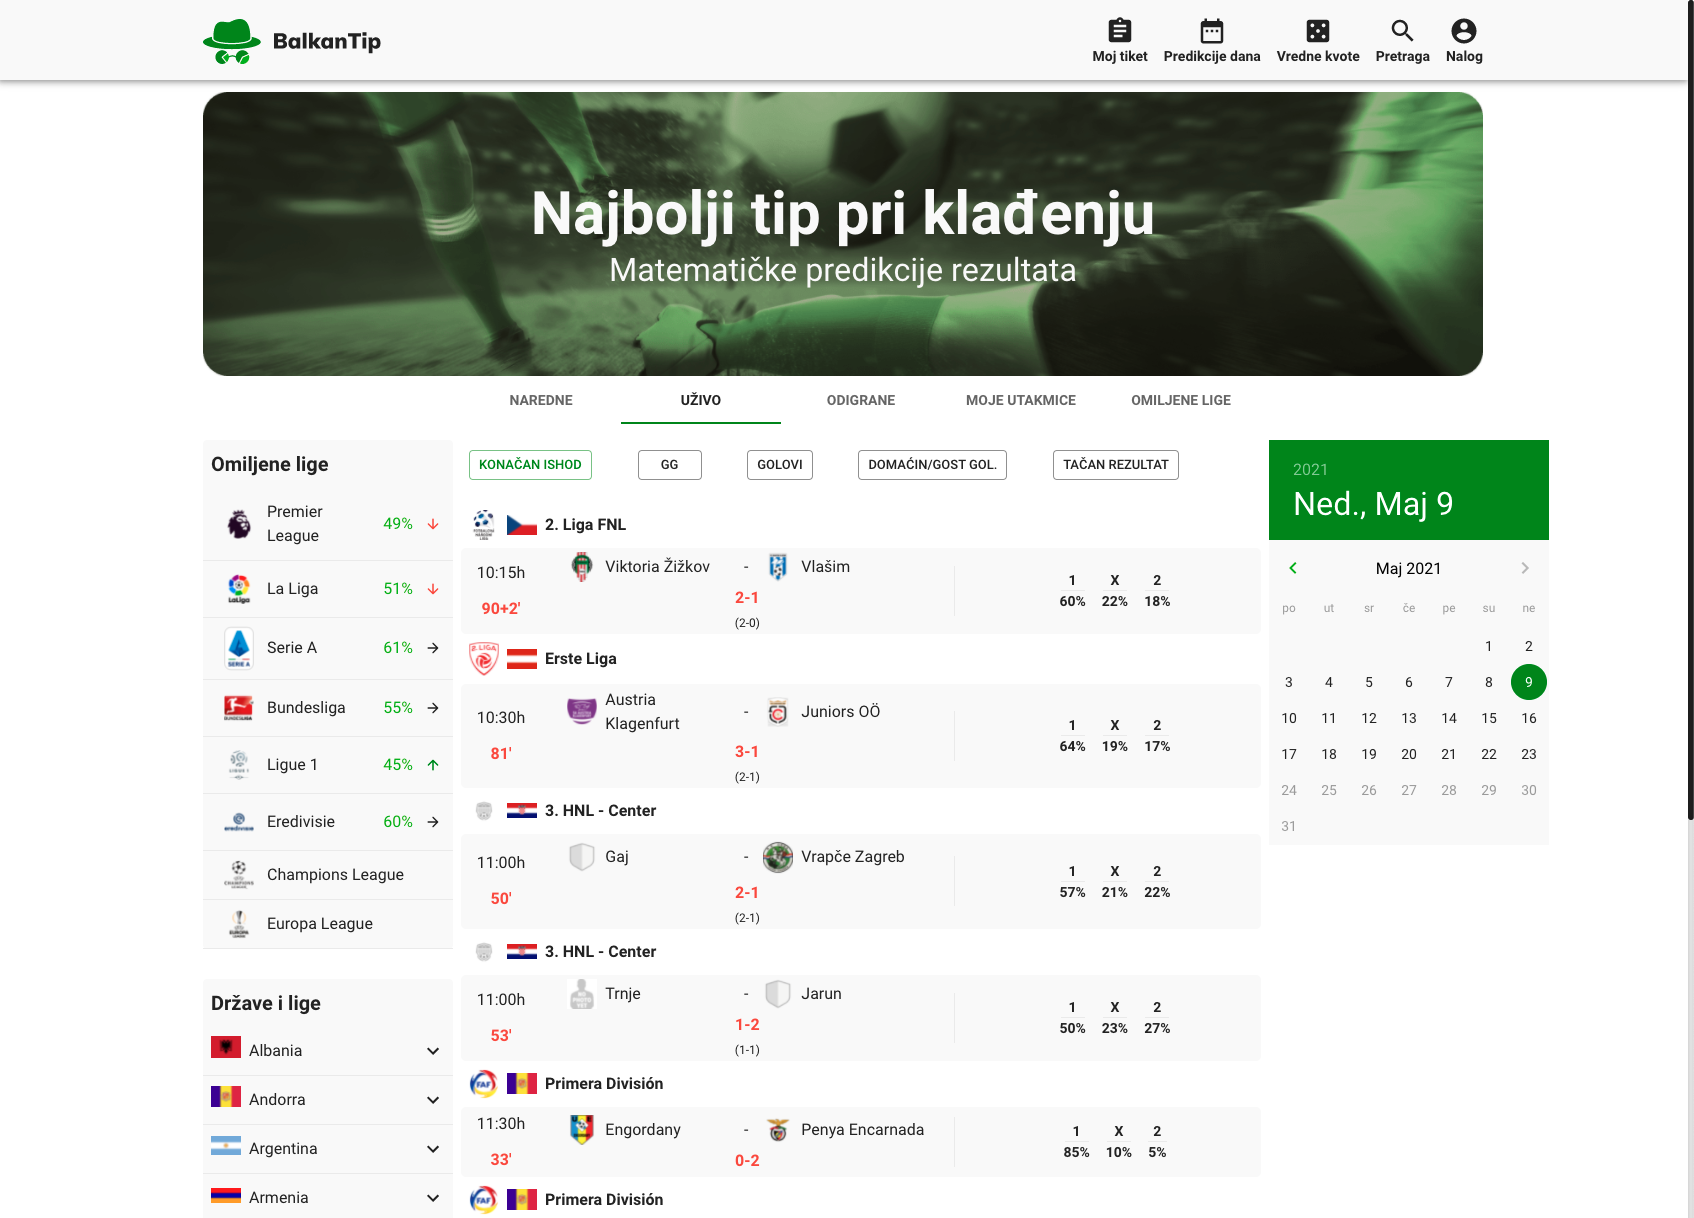 BalkanTip
Moj tiket
Predikcije dana
Vredne kvote
Pretraga
Nalog
Najbolji tip pri klađenju
Matematičke predikcije rezultata
NAREDNE
UŽIVO
ODIGRANE
MOJE UTAKMICE
OMILJENE LIGE
Omiljene lige
Premier
League
49%
La Liga
51%
Serie A
61%
Bundesliga
55%
Ligue 1
45%
Eredivisie
60%
Champions League
Europa League
Države i lige
Albania
Andorra
Argentina
Armenia
KONAČAN ISHOD
GG
GOLOVI
DOMAĆIN/GOST GOL.
TAČAN REZULTAT
2. Liga FNL
10:15h
Viktoria Žižkov - Vlašim
1 X 2
90+2'
2-1
60% 22% 18%
(2-0)
Erste Liga
10:30h
Austria
Klagenfurt
- Juniors OÖ
1 X 2
81'
3-1
64% 19% 17%
(2-1)
3. HNL - Center
11:00h
Gaj - Vrapče Zagreb
1 X 2
50'
2-1
57% 21% 22%
(2-1)
3. HNL - Center
11:00h
Trnje - Jarun
1 X 2
53'
1-2
50% 23% 27%
(1-1)
Primera División
11:30h
Engordany - Penya Encarnada
1 X 2
33'
0-2
85% 10% 5%
Primera División
2021
Ned., Maj 9
Maj 2021
po ut sr če pe su ne
1 2
3 4 5 6 7 8 9
10 11 12 13 14 15 16
17 18 19 20 21 22 23
24 25 26 27 28 29 30
31